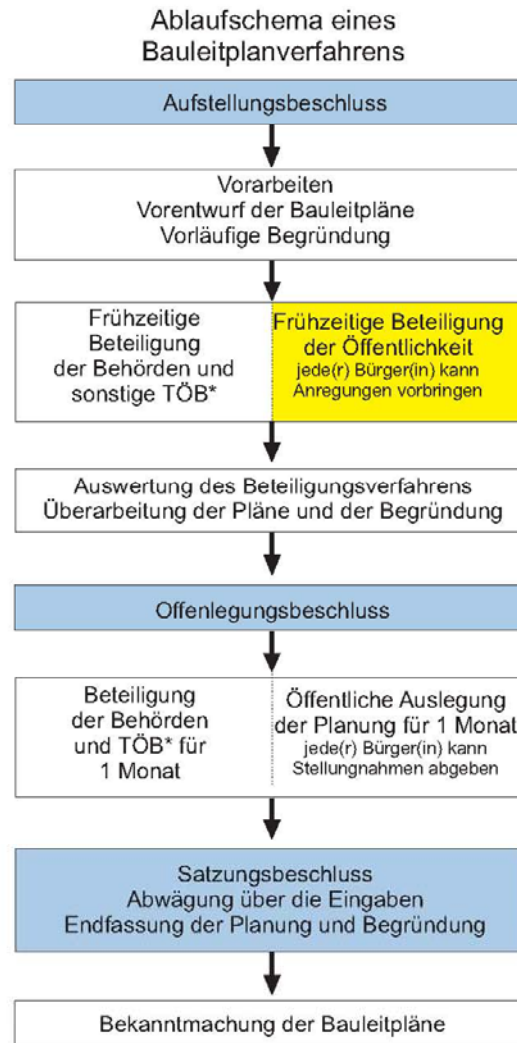 Ablaufschema eines
Bauleitplanverfahrens
Aufstellungsbeschluss
Vorarbeiten
Vorentwurf der Bauleitpläne
Vorläufige Begründung
Frühzeitige
Beteiligung
der Behörden und
sonstige TÖB*
Frühzeitige Beteiligung
der Öffentlichkeit
jede(r) Bürger(in) kann
Anregungen vorbringen
Auswertung des Beteiligungsverfahrens
Überarbeitung der Pläne und der Begründung
Offenlegungsbeschluss
Beteiligung
der Behörden
und TÖB* für
1 Monat
Öffentliche Auslegung
der Planung für 1 Monat
jede(r) Bürger(in) kann
Stellungnahmen abgeben
Satzungsbeschluss
Abwägung über die Eingaben
Endfassung der Planung und Begründung
Bekanntmachung der Bauleitpläne